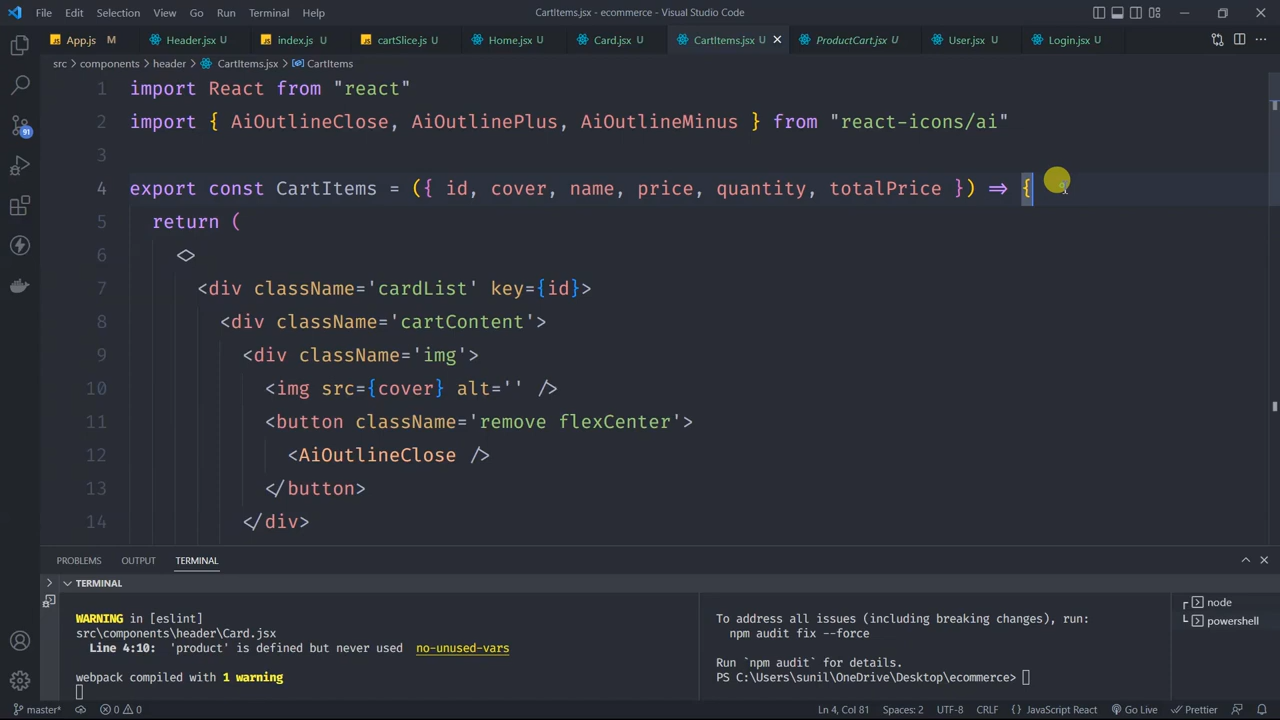 File Edit Selection View Go Run Terminal Help
CartItems.jsx - ecommerce - Visual Studio Code
App.js M Header.jsx U index.js U cartSlice.js U Home.jsx U Card.jsx U CartItems.jsx U ProductCart.jsx U User.jsx U Login.jsx U
src > components > header > CartItems.jsx > CartItems
1 import React from "react"
2 import { AiOutlineClose, AiOutlinePlus, AiOutlineMinus } from "react-icons/ai"
3
4 export const CartItems = ({ id, cover, name, price, quantity, totalPrice }) => {
5 return (
6 <>
7 <div className='cardList' key={id}>
8 <div className='cartContent'>
9 <div className='img'>
10 <img src={cover} alt='' />
11 <button className='remove flexCenter'>
12 <AiOutlineClose />
13 </button>
14 </div>
91
PROBLEMS OUTPUT TERMINAL
TERMINAL
WARNING in [eslint]
src\components\header\Card.jsx
Line 4:10: 'product' is defined but never used no-unused-vars
webpack compiled with 1 warning
To address all issues (including breaking changes), run:
npm audit fix --force
Run `npm audit` for details.
PS C:\Users\sunil\OneDrive\Desktop\ecommerce>
node
powershell
master* 0 0 Ln 4, Col 81 Spaces: 2 UTF-8 CRLF JavaScript React Go Live Prettier